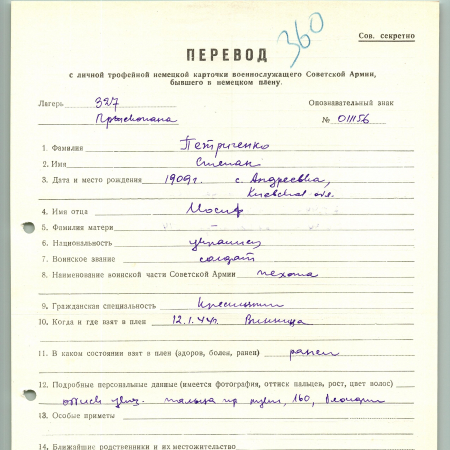 360
Сов. секретно
ПЕРЕВОД
с личной трофейной немецкой карточки военнослужащего Советской Армии,
бывшего в немецком плену.
Лагерь 327 Опознавательный знак
№ 01156
1. Фамилия Петриченко
2. Имя Степан
3. Дата и место рождения 1909 г. с. Андреевка,
Киевской обл.
4. Имя отца Иосиф
5. Фамилия матери
6. Национальность украинец
7. Воинское звание солдат
8. Наименование воинской части Советской Армии пехота
9. Гражданская специальность Крестьянин
10. Когда и где взят в плен 12.1.44г. Винница
11. В каком состоянии взят в плен (здоров, болен, ранен) ранен
12. Подробные персональные данные (имеется фотография, оттиск пальцев, рост, цвет волос)
оттиск указ. пальца пр руки, 160, блондин
13. Особые приметы
14. Ближайшие родственники и их местожительство